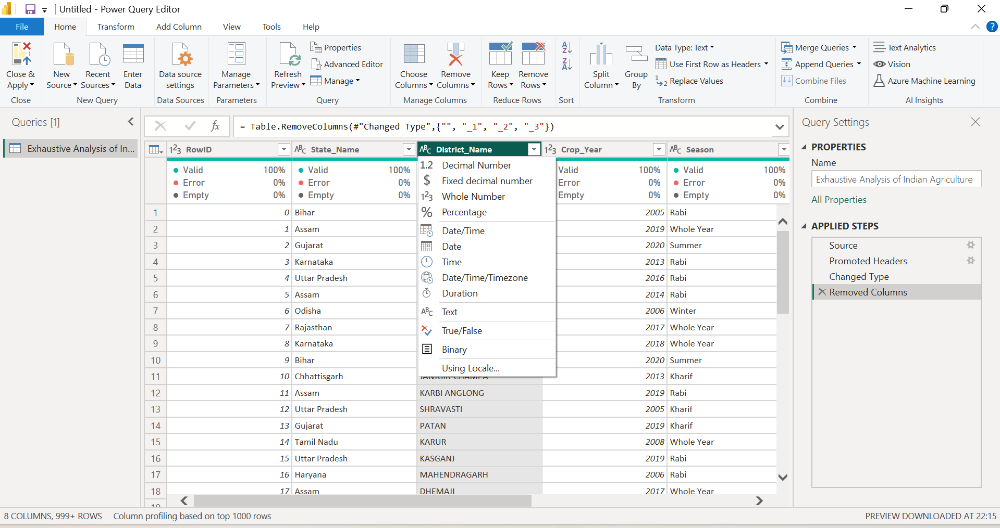 Untitled - Power Query Editor
File Home Transform Add Column View Tools Help
Close & Apply
Close
New Source
Recent Sources
Enter Data
New Query
Data source settings
Data Sources
Manage Parameters
Parameters
Refresh Preview
Properties
Advanced Editor
Manage
Query
Choose Columns
Remove Columns
Manage Columns
Keep Rows
Remove Rows
Reduce Rows
Sort
Split Column
Group By
Data Type: Text
Use First Row as Headers
Replace Values
Transform
Merge Queries
Append Queries
Combine Files
Combine
Text Analytics
Vision
Azure Machine Learning
AI Insights
Queries [1]
Exhaustive Analysis of In...
fx
= Table.RemoveColumns(#"Changed Type",{"", "_1", "_2", "_3"})
RowID State_Name District_Name Crop_Year Season
Valid 100% Valid 100% Valid 100% Valid 100%
Error 0% Error 0% Error 0% Error 0%
Empty 0% Empty 0% Empty 0% Empty 0%
1.2 Decimal Number
$ Fixed decimal number
123 Whole Number
% Percentage
Date/Time
Date
Time
Date/Time/Timezone
Duration
ABC Text
True/False
Binary
Using Locale...
1 0 Bihar 2005 Rabi
2 1 Assam 2019 Whole Year
3 2 Gujarat 2020 Summer
4 3 Karnataka 2013 Rabi
5 4 Uttar Pradesh 2016 Rabi
6 5 Assam 2014 Rabi
7 6 Odisha 2006 Winter
8 7 Rajasthan 2017 Whole Year
9 8 Karnataka 2018 Whole Year
10 9 Bihar 2020 Summer
11 10 Chhattisgarh JANJGIR-CHAMPA 2013 Kharif
12 11 Assam KARBI ANGLONG 2019 Rabi
13 12 Uttar Pradesh SHRAVASTI 2005 Kharif
14 13 Gujarat PATAN 2019 Kharif
15 14 Tamil Nadu KARUR 2008 Whole Year
16 15 Uttar Pradesh KASGANJ 2019 Rabi
17 16 Haryana MAHENDRAGARH 2006 Rabi
18 17 Assam DHEMAJI 2017 Whole Year
19
Query Settings
PROPERTIES
Name
Exhaustive Analysis of Indian Agriculture
All Properties
APPLIED STEPS
Source
Promoted Headers
Changed Type
Removed Columns
8 COLUMNS, 999+ ROWS Column profiling based on top 1000 rows
PREVIEW DOWNLOADED AT 22:15